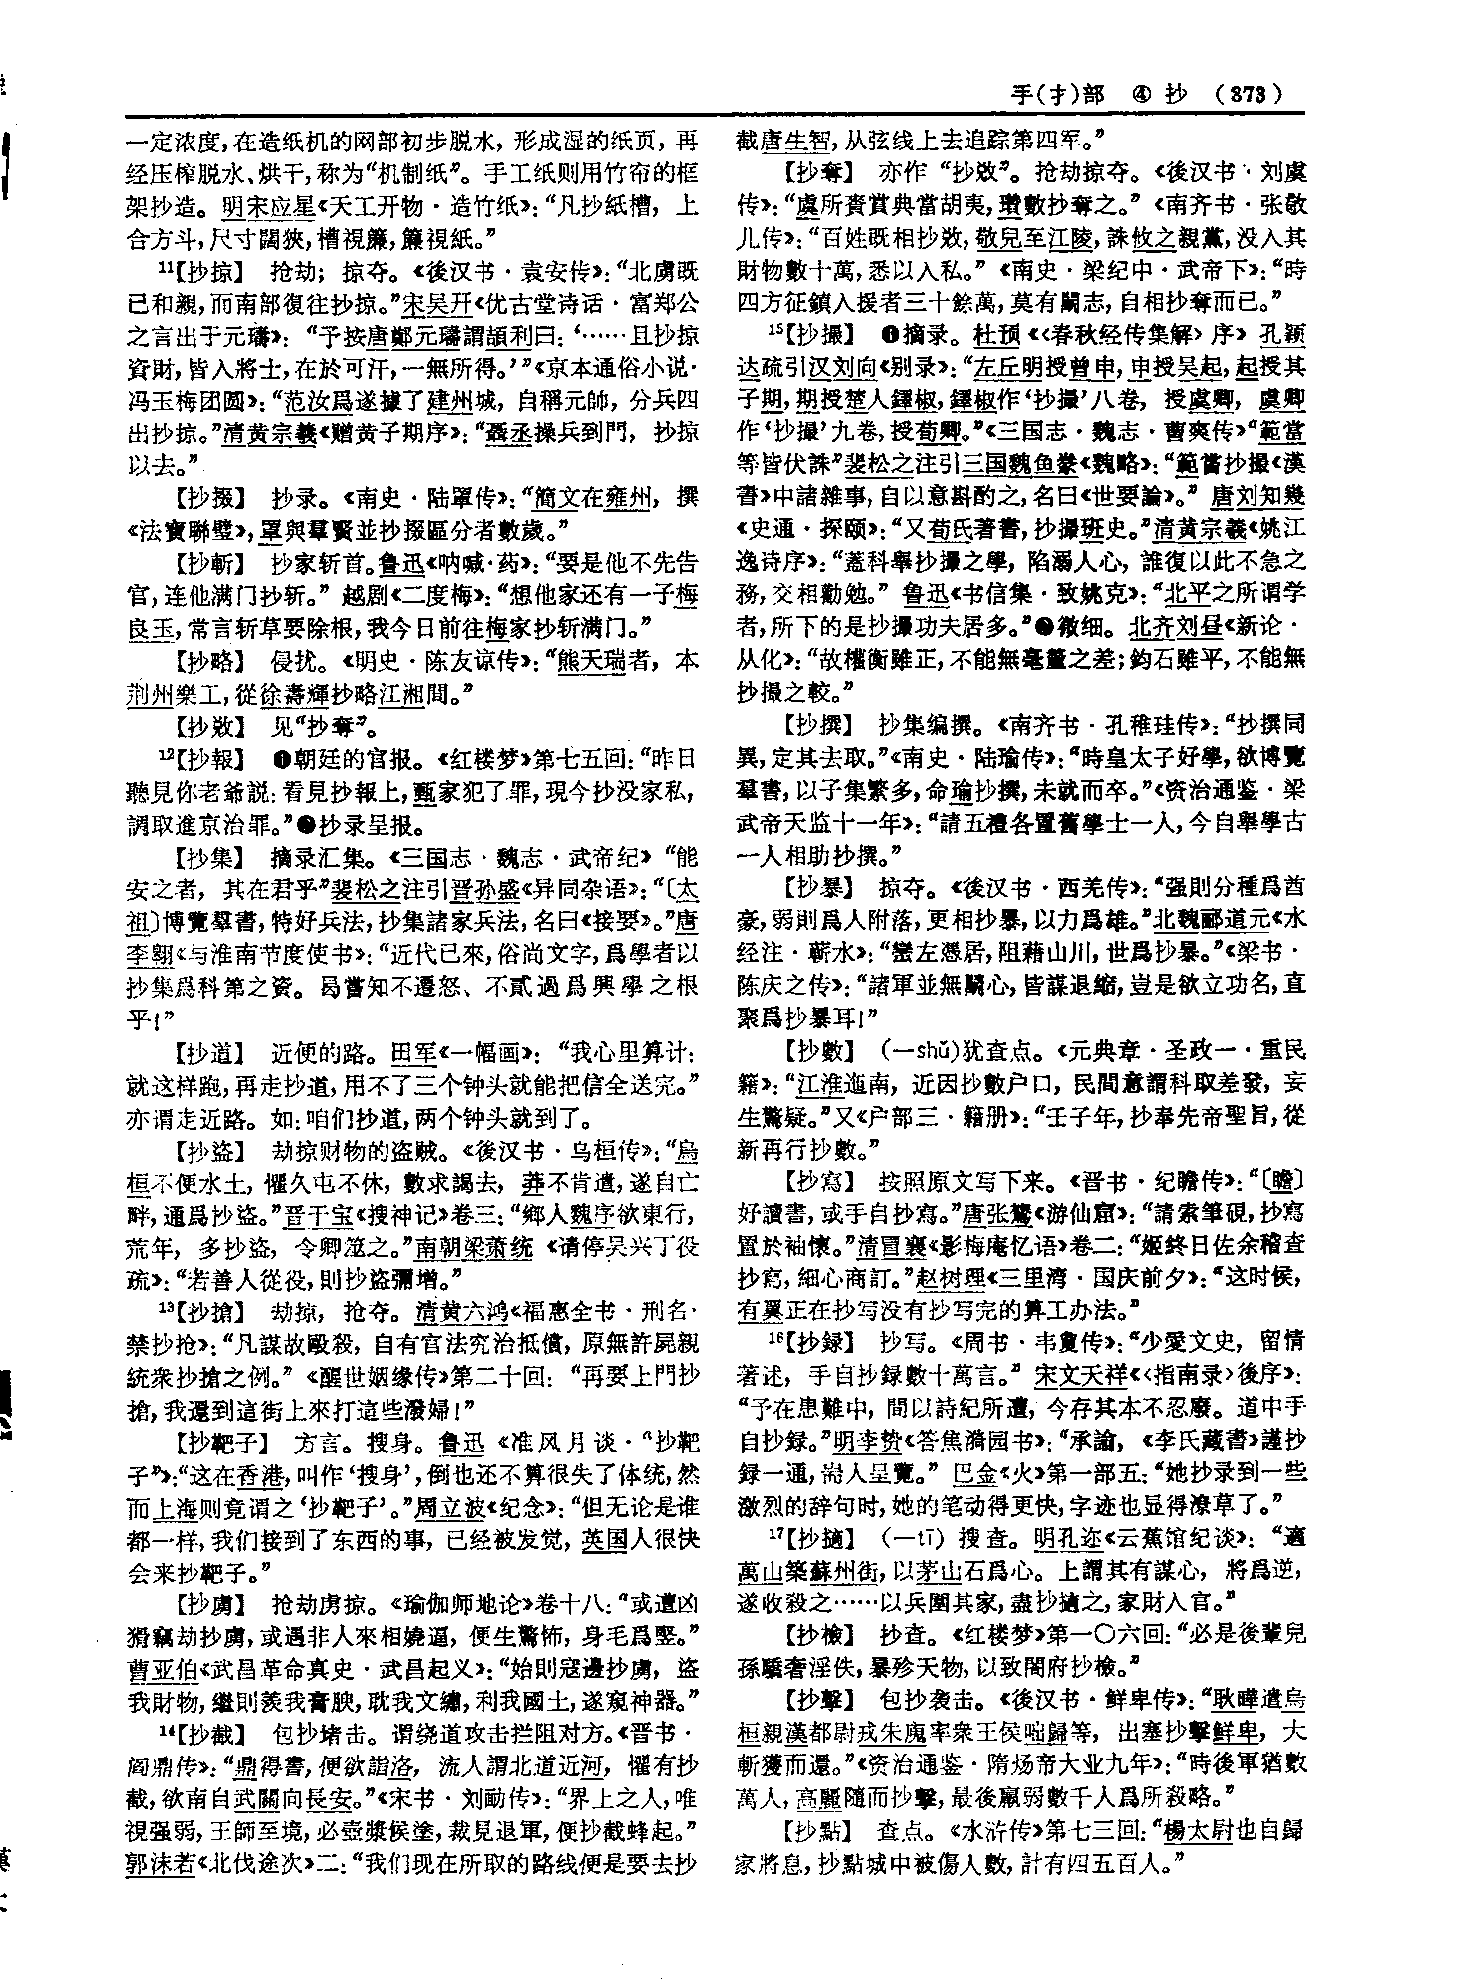 手(扌)部 ④ 抄 (373)
一定浓度,在造纸机的网部初步脱水,形成湿的纸页,再
经压榨脱水、烘干,称为“机制纸”。手工纸则用竹帘的框
架抄造。明宋应星《天工开物·造竹纸》:“凡抄紙槽,上
合方斗,尺寸闊狹,槽視簾,簾視紙。”
11【抄掠】 抢劫;掠夺。《後汉书·袁安传》:“北虜既
已和親,而南部復往抄掠。”宋吴幵《优古堂诗话·富郑公
之言出于元璹》:“予按唐鄭元璹謂頡利曰:‘……且抄掠
資財,皆入將士,在於可汗,一無所得。’”《京本通俗小说·
冯玉梅团圆》:“范汝爲遂據了建州城,自稱元帥,分兵四
出抄掠。”清黄宗羲《赠黄子期序》:“聶丞操兵到門,抄掠
以去。”
【抄掇】 抄录。《南史·陆罩传》:“簡文在雍州,撰
《法寶聯璧》,罩與羣賢並抄掇區分者數歲。”
【抄斬】 抄家斩首。鲁迅《呐喊·药》:“要是他不先告
官,连他满门抄斩。”越剧《二度梅》:“想他家还有一子梅
良玉,常言斩草要除根,我今日前往梅家抄斩满门。”
【抄略】 侵扰。《明史·陈友谅传》:“熊天瑞者,本
荆州樂工,從徐壽輝抄略江湘間。”
【抄敚】 见“抄奪”。
12【抄報】 ❶朝廷的官报。《红楼梦》第七五回:“昨日
聽見你老爺説:看見抄報上,甄家犯了罪,現今抄没家私,
調取進京治罪。”❷抄录呈报。
【抄集】 摘录汇集。《三国志·魏志·武帝纪》“能
安之者,其在君乎”裴松之注引晋孙盛《异同杂语》:“〔太
祖〕博覽羣書,特好兵法,抄集諸家兵法,名曰《接要》。”唐
李翱《与淮南节度使书》:“近代已來,俗尚文字,爲學者以
抄集爲科第之资。曷嘗知不遷怒、不貳過爲興學之根
乎!”
【抄道】 近便的路。田军《一幅画》:“我心里算计:
就这样跑,再走抄道,用不了三个钟头就能把信全送完。”
亦谓走近路。如:咱们抄道,两个钟头就到了。
【抄盜】 劫掠财物的盗贼。《後汉书·乌桓传》:“烏
桓不便水土,懼久屯不休,數求謁去,莽不肯遣,遂自亡
畔,通爲抄盜。”晋干宝《搜神记》卷三:“鄉人魏序欲東行,
荒年,多抄盜,令卿筮之。”南朝梁萧统《请停吴兴丁役
疏》:“若善人從役,則抄盜彌增。”
13【抄搶】 劫掠,抢夺。清黄六鸿《福惠全书·刑名·
禁抄抢》:“凡謀故毆殺,自有官法究治抵償,原無許屍親
統衆抄搶之例。”《醒世姻缘传》第二十回:“再要上門抄
搶,我還到這街上來打這些潑婦!”
【抄靶子】 方言。搜身。鲁迅《准风月谈·“抄靶
子”》:“这在香港,叫作‘搜身’,倒也还不算很失了体统,然
而上海则竟谓之‘抄靶子’。”周立波《纪念》:“但无论是谁
都一样,我们接到了东西的事,已经被发觉,英国人很快
会来抄靶子。”
【抄虜】 抢劫虏掠。《瑜伽师地论》卷十八:“或遭凶
猾竊劫抄虜,或遇非人來相嬈逼,便生驚怖,身毛爲竪。”
曹亚伯《武昌革命真史·武昌起义》:“始則寇邊抄虜,盜
我財物,繼則羨我膏腴,耽我文繡,利我國土,遂窺神器。”
14【抄截】 包抄堵击。谓绕道攻击拦阻对方。《晋书·
阎鼎传》:“鼎得書,便欲詣洛,流人謂北道近河,懼有抄
截,欲南自武關向長安。”《宋书·刘勔传》:“界上之人,唯
視强弱,王師至境,必壺漿候塗,裁見退軍,便抄截蜂起。”
郭沫若《北伐途次》二:“我们现在所取的路线便是要去抄
截唐生智,从弦线上去追踪第四军。”
【抄奪】 亦作“抄敚”。抢劫掠夺。《後汉书·刘虞
传》:“虞所賚賞典當胡夷,瓚數抄奪之。”《南齐书·张敬
儿传》:“百姓既相抄敚,敬兒至江陵,誅攸之親黨,没入其
財物數十萬,悉以入私。”《南史·梁纪中·武帝下》:“時
四方征鎮入援者三十餘萬,莫有鬭志,自相抄奪而已。”
15【抄撮】 ❶摘录。杜预《〈春秋经传集解〉序》孔颖
达疏引汉刘向《别录》:“左丘明授曾申,申授吴起,起授其
子期,期授楚人鐸椒,鐸椒作‘抄撮’八卷,授虞卿,虞卿
作‘抄撮’九卷,授荀卿。”《三国志·魏志·曹爽传》“範當
等皆伏誅”裴松之注引三国魏鱼豢《魏略》:“範嘗抄撮《漢
書》中諸雜事,自以意斟酌之,名曰《世要論》。”唐刘知幾
《史通·探颐》:“又荀氏著書,抄撮班史。”清黄宗羲《姚江
逸诗序》:“蓋科舉抄撮之學,陷溺人心,誰復以此不急之
務,交相勸勉。”鲁迅《书信集·致姚克》:“北平之所谓学
者,所下的是抄撮功夫居多。”❷微细。北齐刘昼《新论·
从化》:“故權衡雖正,不能無毫釐之差;鈞石雖平,不能無
抄撮之較。”
【抄撰】 抄集编撰。《南齐书·孔稚珪传》:“抄撰同
異,定其去取。”《南史·陆瑜传》:“時皇太子好學,欲博覽
羣書,以子集繁多,命瑜抄撰,未就而卒。”《资治通鉴·梁
武帝天监十一年》:“請五禮各置舊學士一人,令自舉學古
一人相助抄撰。”
【抄暴】 掠夺。《後汉书·西羌传》:“强則分種爲酋
豪,弱則爲人附落,更相抄暴,以力爲雄。”北魏郦道元《水
经注·蕲水》:“蠻左憑居,阻藉山川,世爲抄暴。”《梁书·
陈庆之传》:“諸軍並無鬭心,皆謀退縮,豈是欲立功名,直
聚爲抄暴耳!”
【抄數】 (—shǔ)犹查点。《元典章·圣政一·重民
籍》:“江淮迤南,近因抄數户口,民間意謂科取差發,妄
生驚疑。”又《户部三·籍册》:“壬子年,抄奉先帝聖旨,從
新再行抄數。”
【抄寫】 按照原文写下来。《晋书·纪瞻传》:“〔瞻〕
好讀書,或手自抄寫。”唐张鷟《游仙窟》:“請索筆硯,抄寫
置於袖懷。”清冒襄《影梅庵忆语》卷二:“姬終日佐余稽查
抄寫,細心商訂。”赵树理《三里湾·国庆前夕》:“这时候,
有翼正在抄写没有抄写完的算工办法。”
16【抄録】 抄写。《周书·韦夐传》:“少愛文史,留情
著述,手自抄録數十萬言。”宋文天祥《〈指南录〉後序》:
“予在患難中,間以詩紀所遭,今存其本不忍廢。道中手
自抄録。”明李贽《答焦漪园书》:“承諭,《李氏藏書》謹抄
録一通,耑人呈覽。”巴金《火》第一部五:“她抄录到一些
激烈的辞句时,她的笔动得更快,字迹也显得潦草了。”
17【抄擿】 (—tī) 搜查。明孔迩《云蕉馆纪谈》:“適
萬山築蘇州街,以茅山石爲心。上謂其有謀心,將爲逆,
遂收殺之……以兵圍其家,盡抄擿之,家財入官。”
【抄檢】 抄查。《红楼梦》第一〇六回:“必是後輩兒
孫驕奢淫佚,暴殄天物,以致闔府抄檢。”
【抄擊】 包抄袭击。《後汉书·鲜卑传》:“耿曄遣烏
桓親漢都尉戎朱廆率衆王侯咄歸等,出塞抄擊鮮卑,大
斬獲而還。”《资治通鉴·隋炀帝大业九年》:“時後軍猶數
萬人,高麗隨而抄擊,最後羸弱數千人爲所殺略。”
【抄點】 查点。《水浒传》第七三回:“楊太尉也自歸
家將息,抄點城中被傷人數,計有四五百人。”